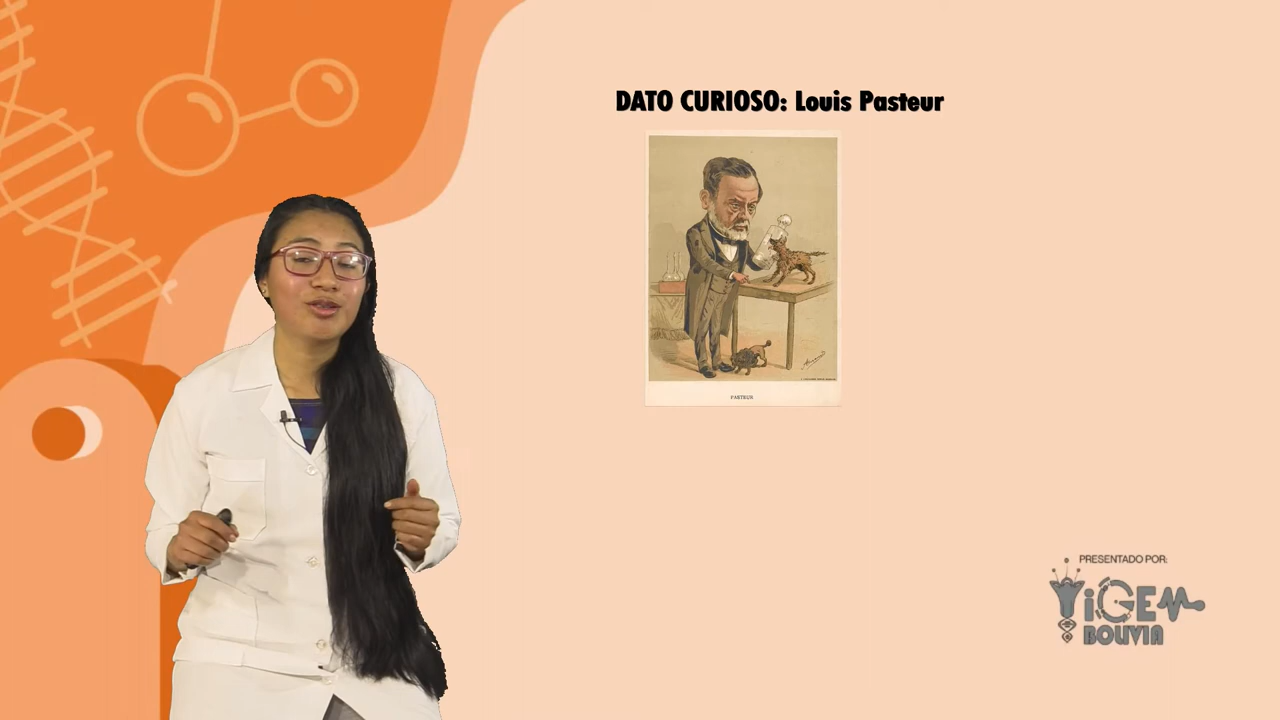 DATO CURIOSO: Louis Pasteur
PASTEUR
PRESENTADO POR:
iGEM
BOLIVIA